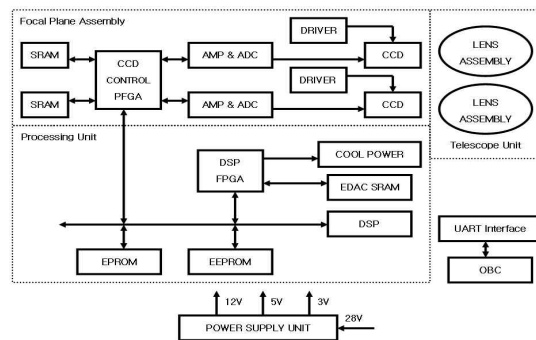 Focal Plane Assembly
DRIVER
SRAM
CCD
CONTROL
PFGA
AMP & ADC
CCD
DRIVER
SRAM
AMP & ADC
CCD
LENS
ASSEMBLY
LENS
ASSEMBLY
Telescope Unit
Processing Unit
DSP
FPGA
COOL POWER
EDAC SRAM
DSP
EPROM
EEPROM
UART Interface
OBC
12V
5V
3V
28V
POWER SUPPLY UNIT